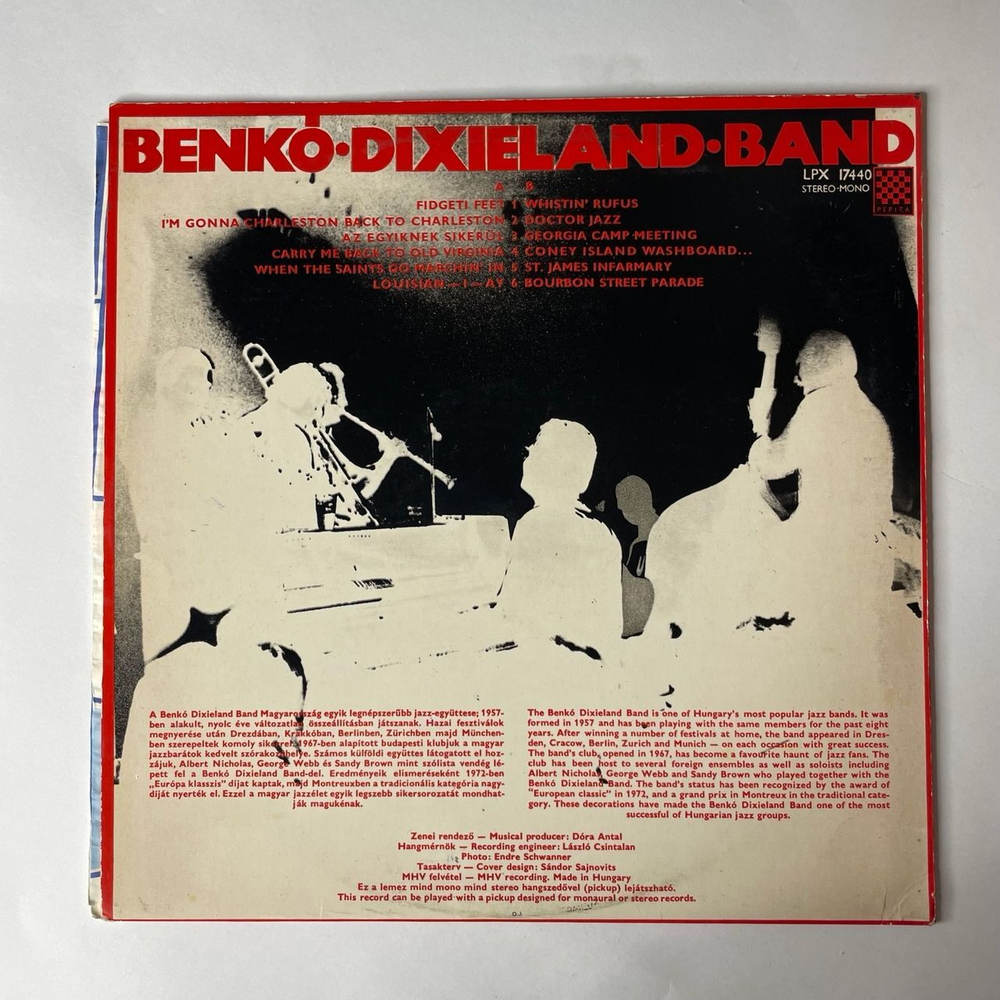 BENKÓ·DIXIELAND·BAND
LPX 17440
STEREO-MONO
PEPITA
A B
FIDGETI FEET 1 WHISTIN' RUFUS
I'M GONNA CHARLESTON BACK TO CHARLESTON 2 DOCTOR JAZZ
AZ EGYIKNEK SIKERÜL 3 GEORGIA CAMP-MEETING
CARRY ME BACK TO OLD VIRGINIA 4 CONEY ISLAND WASHBOARD...
WHEN THE SAINTS GO MARCHIN' IN 5 ST. JAMES INFARMARY
LOUISIAN — I — AY 6 BOURBON STREET PARADE
A Benkó Dixieland Band Magyarország egyik legnépszerűbb jazz-együttese; 1957-
ben alakult, nyolc éve változatlan összeállításban játszanak. Hazai fesztiválok
megnyerése után Drezdában, Krakkóban, Berlinben, Zürichben majd München-
ben szerepeltek komoly sikerrel. 1967-ben alapított budapesti klubjuk a magyar
jazzbarátok kedvelt szórakozóhelye. Számos külföldi együttes látogatott el hoz-
zájuk, Albert Nicholas, George Webb és Sandy Brown mint szólista vendég lé-
pett fel a Benkó Dixieland Band-del. Eredményeik elismeréseként 1972-ben
„Európa klasszis" díjat kaptak, majd Montreuxben a tradicionális kategória nagy-
díját nyerték el. Ezzel a magyar jazzélet egyik legszebb sikersorozatát mondhat-
ják magukénak.
The Benkó Dixieland Band is one of Hungary's most popular jazz bands. It was
formed in 1957 and has been playing with the same members for the past eight
years. After winning a number of festivals at home, the band appeared in Dres-
den, Cracow, Berlin, Zurich and Munich — on each occasion with great success.
The band's club, opened in 1967, has become a favourite haunt of jazz fans. The
club has been host to several foreign ensembles as well as soloists including
Albert Nicholas, George Webb and Sandy Brown who played together with the
Benkó Dixieland Band. The band's status has been recognized by the award of
"European classic" in 1972, and a grand prix in Montreux in the traditional cate-
gory. These decorations have made the Benkó Dixieland Band one of the most
successful of Hungarian jazz groups.
Zenei rendező — Musical producer: Dóra Antal
Hangmérnök — Recording engineer: László Csintalan
Photo: Endre Schwanner
Tasakterv — Cover design: Sándor Sajnovits
MHV felvétel — MHV recording. Made in Hungary
Ez a lemez mind mono mind stereo hangszedővel (pickup) lejátszható.
This record can be played with a pickup designed for monaural or stereo records.